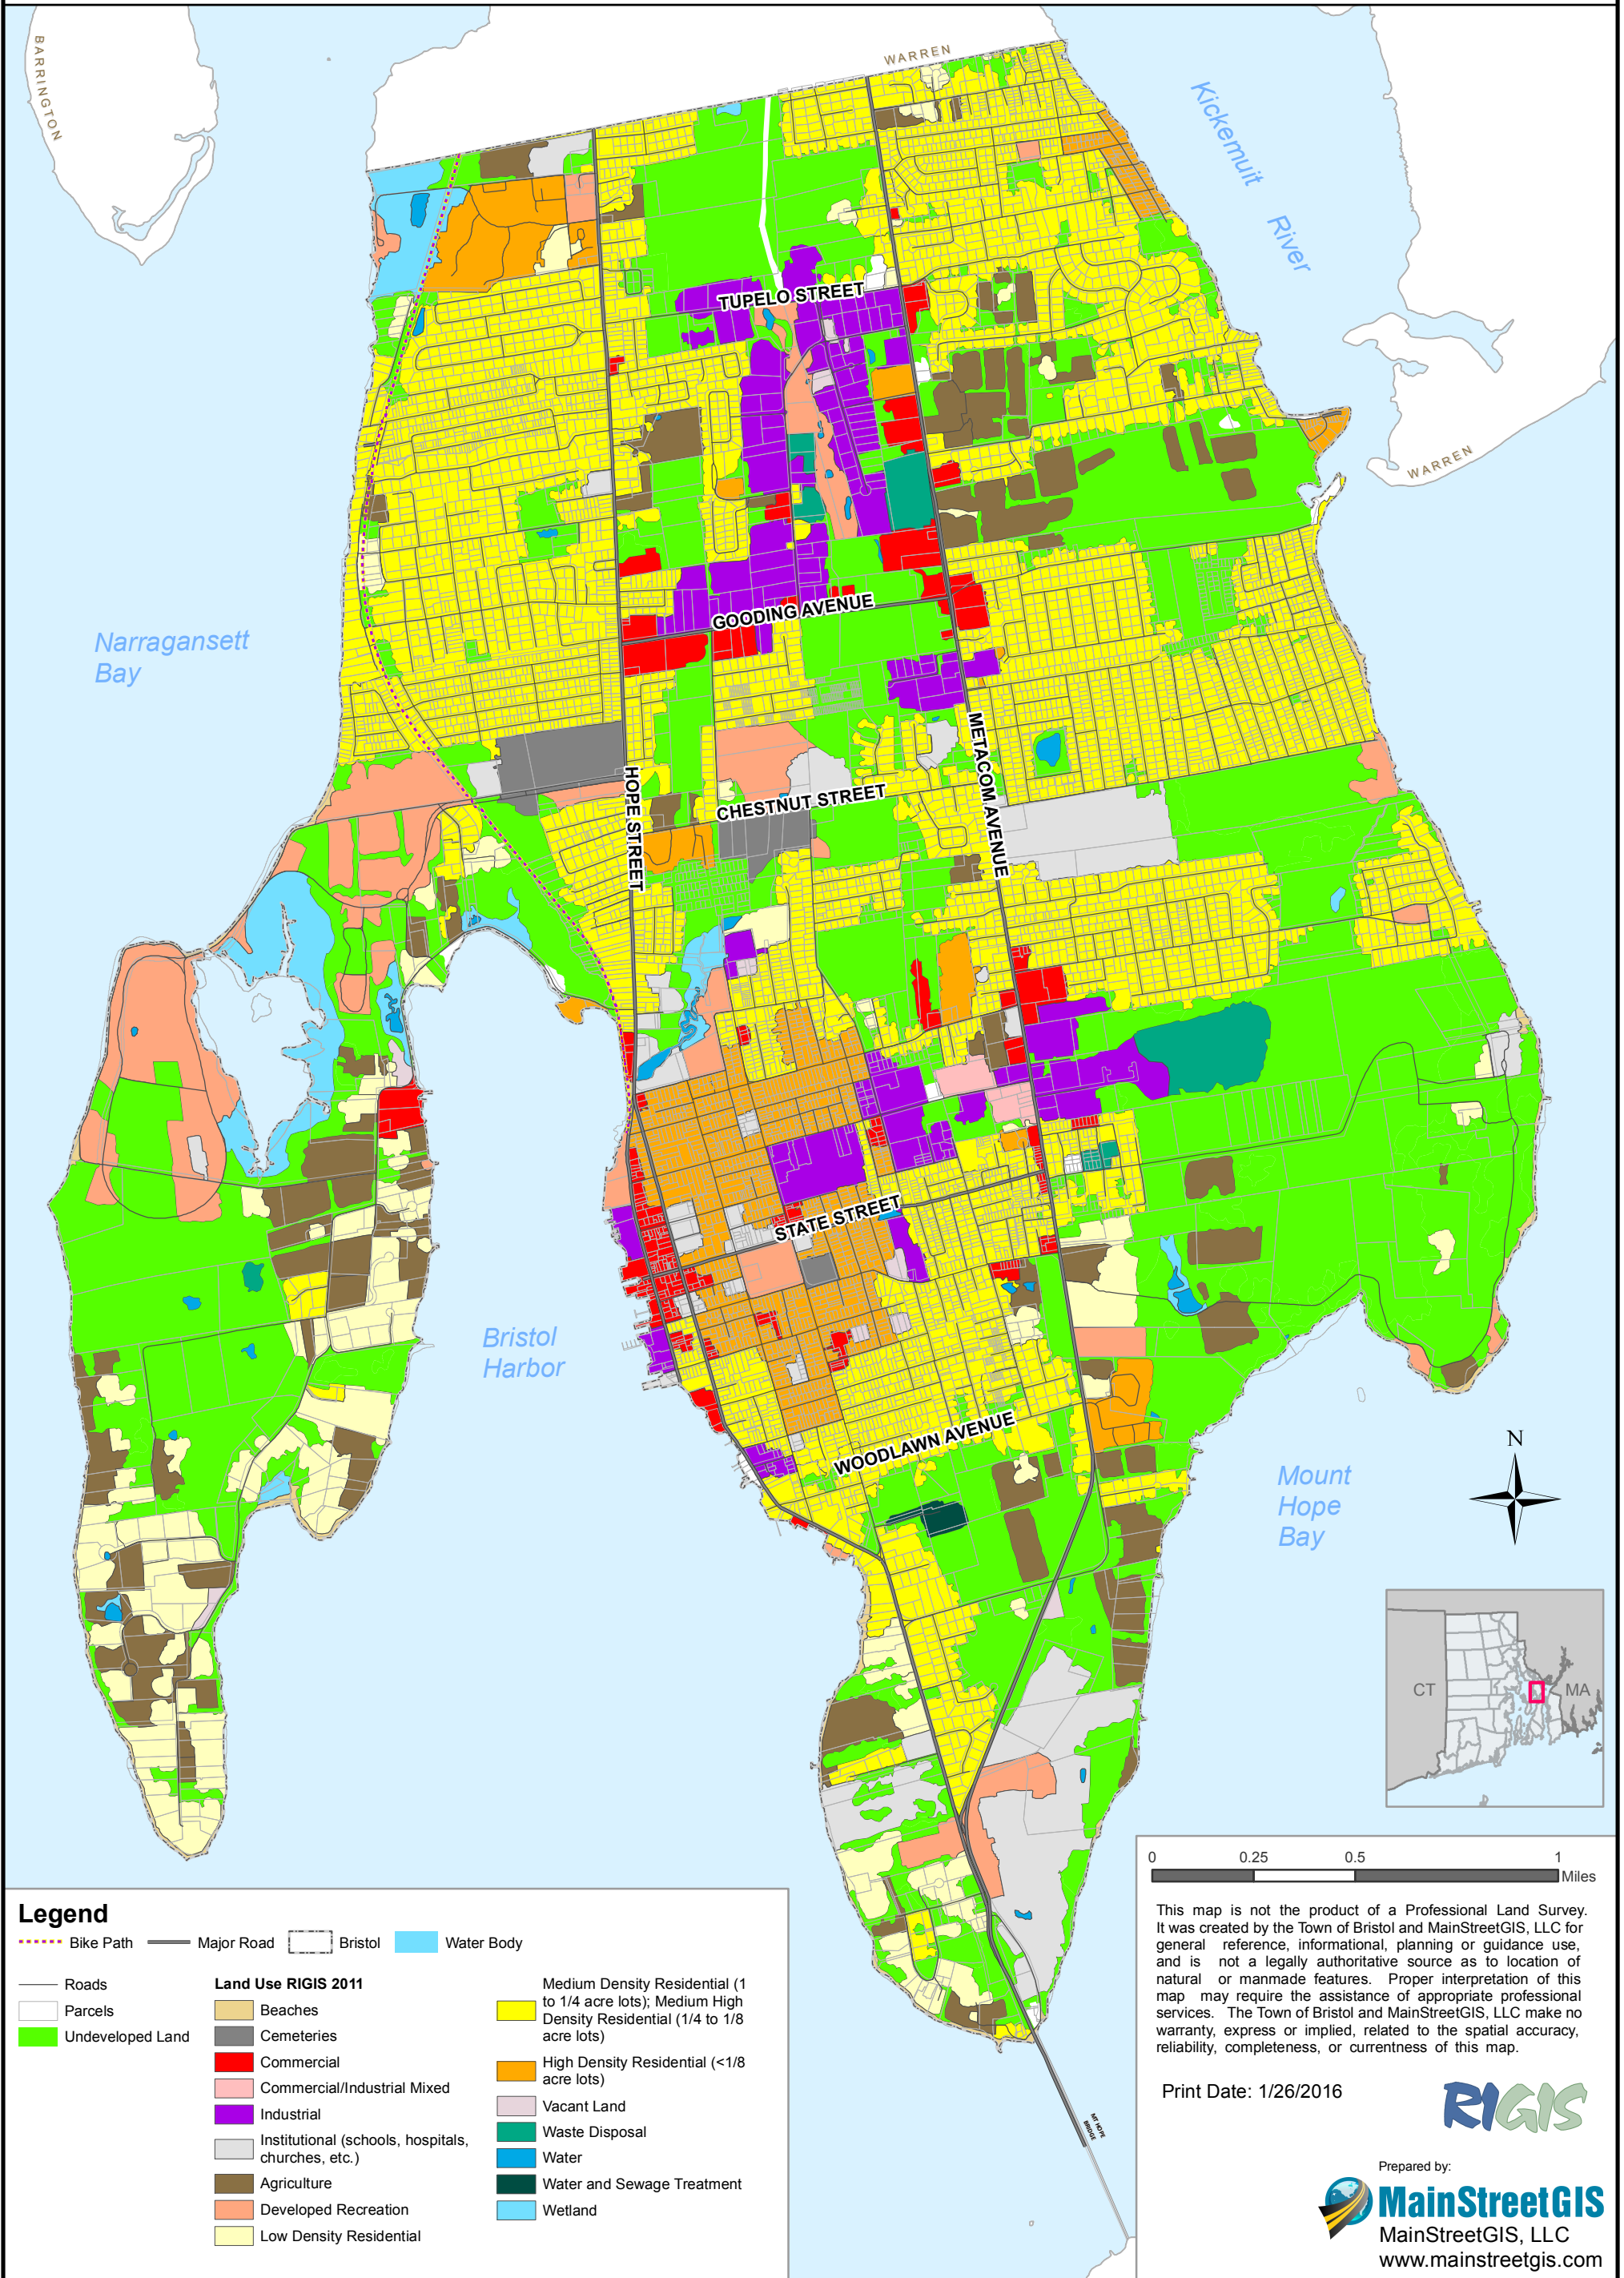 BARRINGTON
WARREN
Kickemuit
River
TUPELO STREET
WARREN
GOODING AVENUE
Narragansett
Bay
METACOM AVENUE
HOPE STREET
CHESTNUT STREET
STATE STREET
Bristol
Harbor
WOODLAWN AVENUE
Mount
Hope
Bay
N
CT
MA
MT HOPE
BRIDGE
0 0.25 0.5 1
Miles
This map is not the product of a Professional Land Survey.
It was created by the Town of Bristol and MainStreetGIS, LLC for
general reference, informational, planning or guidance use,
and is not a legally authoritative source as to location of
natural or manmade features. Proper interpretation of this
map may require the assistance of appropriate professional
services. The Town of Bristol and MainStreetGIS, LLC make no
warranty, express or implied, related to the spatial accuracy,
reliability, completeness, or currentness of this map.
Print Date: 1/26/2016
RIGIS
Prepared by:
MainStreetGIS
MainStreetGIS, LLC
www.mainstreetgis.com
Legend
Bike Path
Major Road
Bristol
Water Body
Roads
Parcels
Undeveloped Land
Land Use RIGIS 2011
Beaches
Cemeteries
Commercial
Commercial/Industrial Mixed
Industrial
Institutional (schools, hospitals,
churches, etc.)
Agriculture
Developed Recreation
Low Density Residential
Medium Density Residential (1
to 1/4 acre lots); Medium High
Density Residential (1/4 to 1/8
acre lots)
High Density Residential (<1/8
acre lots)
Vacant Land
Waste Disposal
Water
Water and Sewage Treatment
Wetland